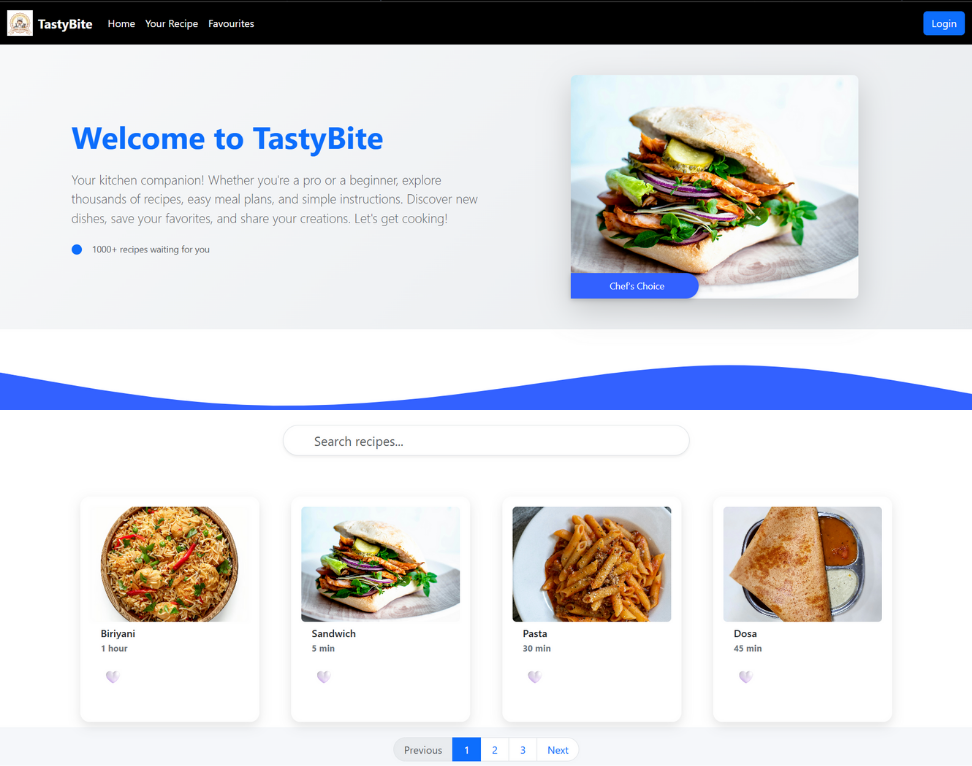 TastyBite
Home
Your Recipe
Favourites
Login
Welcome to TastyBite
Your kitchen companion! Whether you're a pro or a beginner, explore
thousands of recipes, easy meal plans, and simple instructions. Discover new
dishes, save your favorites, and share your creations. Let's get cooking!
1000+ recipes waiting for you
Chef's Choice
Search recipes...
Biriyani
1 hour
Sandwich
5 min
Pasta
30 min
Dosa
45 min
Previous
1
2
3
Next